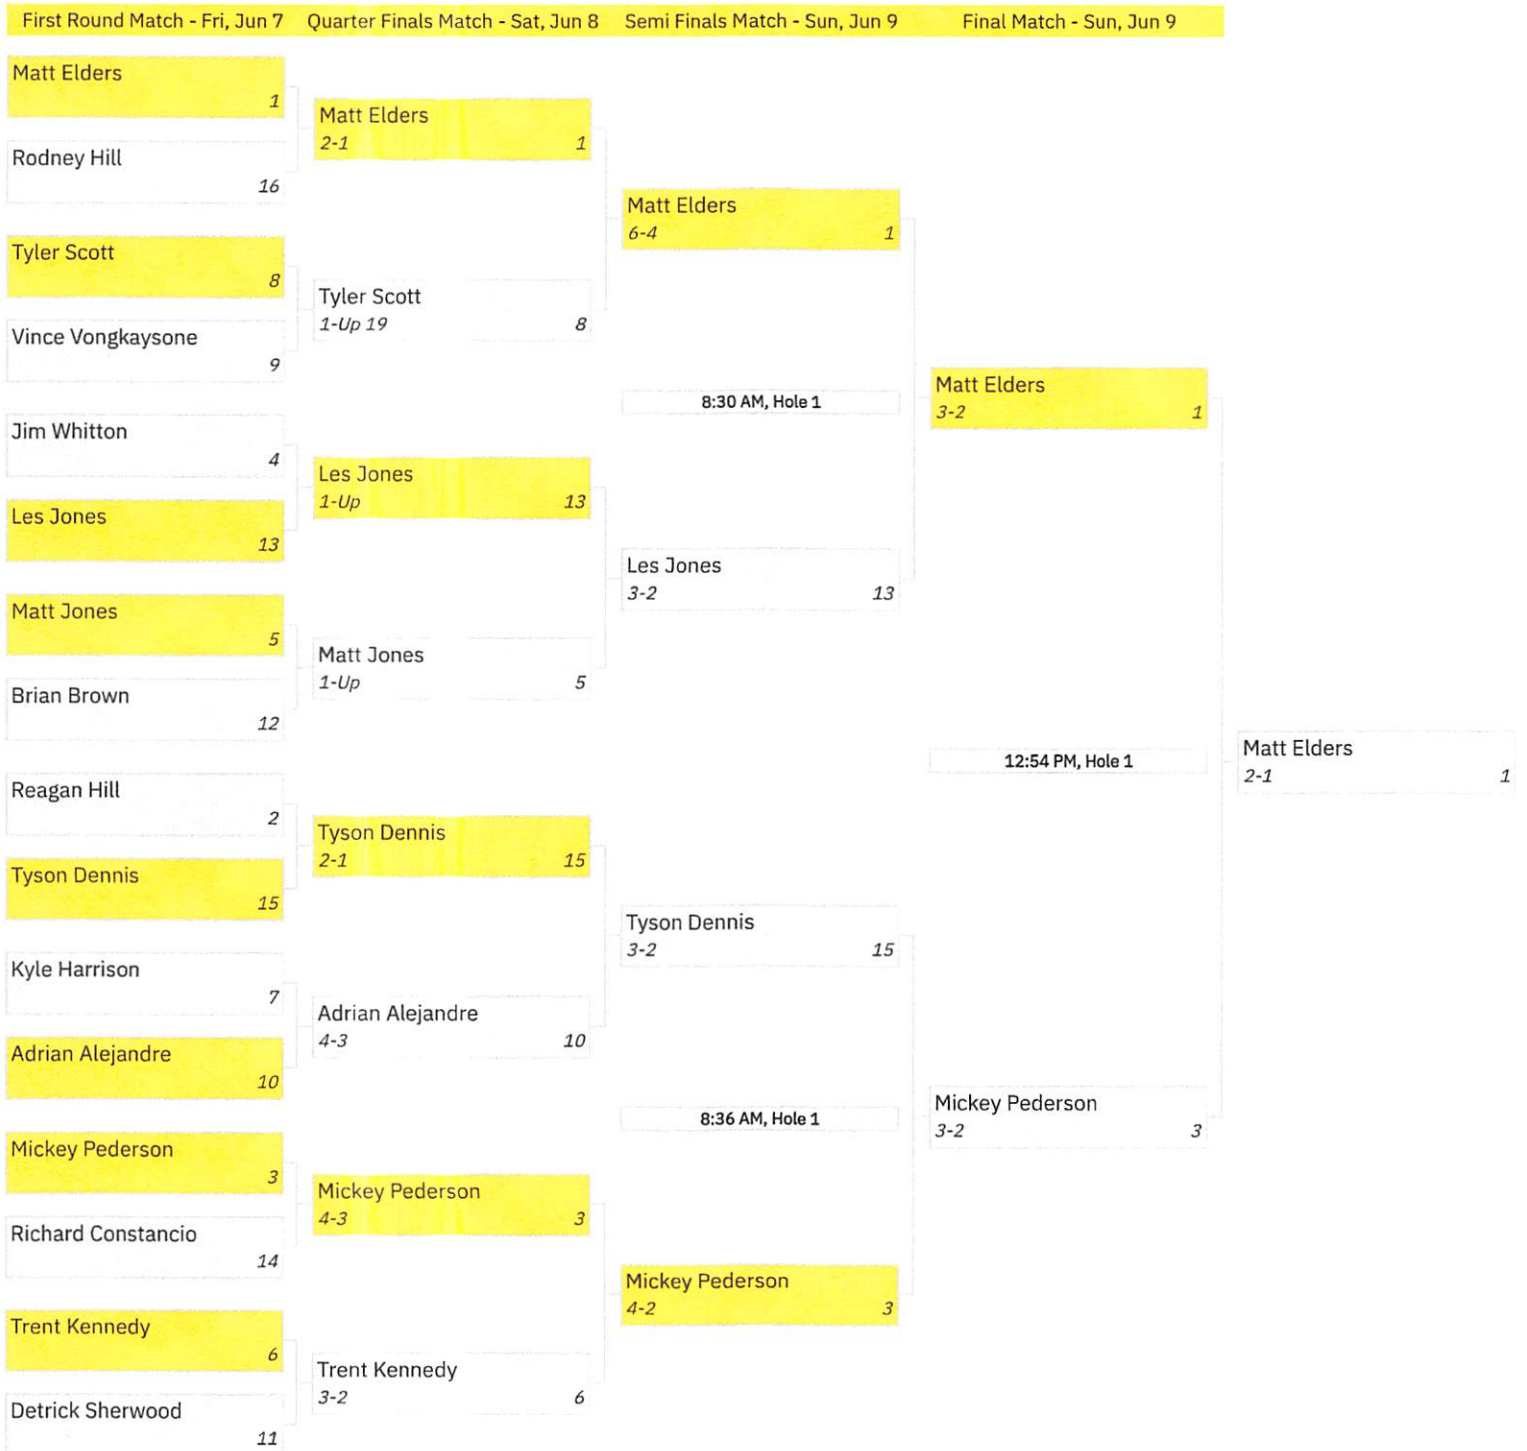 First Round Match - Fri, Jun 7
Quarter Finals Match - Sat, Jun 8
Semi Finals Match - Sun, Jun 9
Final Match - Sun, Jun 9
Matt Elders
1
Rodney Hill
16
Tyler Scott
8
Vince Vongkaysone
9
Jim Whitton
4
Les Jones
13
Matt Jones
5
Brian Brown
12
Reagan Hill
2
Tyson Dennis
15
Kyle Harrison
7
Adrian Alejandre
10
Mickey Pederson
3
Richard Constancio
14
Trent Kennedy
6
Detrick Sherwood
11
Matt Elders
2-1 1
Tyler Scott
1-Up 19 8
Les Jones
1-Up 13
Matt Jones
1-Up 5
Tyson Dennis
2-1 15
Adrian Alejandre
4-3 10
Mickey Pederson
4-3 3
Trent Kennedy
3-2 6
Matt Elders
6-4 1
8:30 AM, Hole 1
Les Jones
3-2 13
Tyson Dennis
3-2 15
8:36 AM, Hole 1
Mickey Pederson
4-2 3
Matt Elders
3-2 1
12:54 PM, Hole 1
Mickey Pederson
3-2 3
Matt Elders
2-1 1